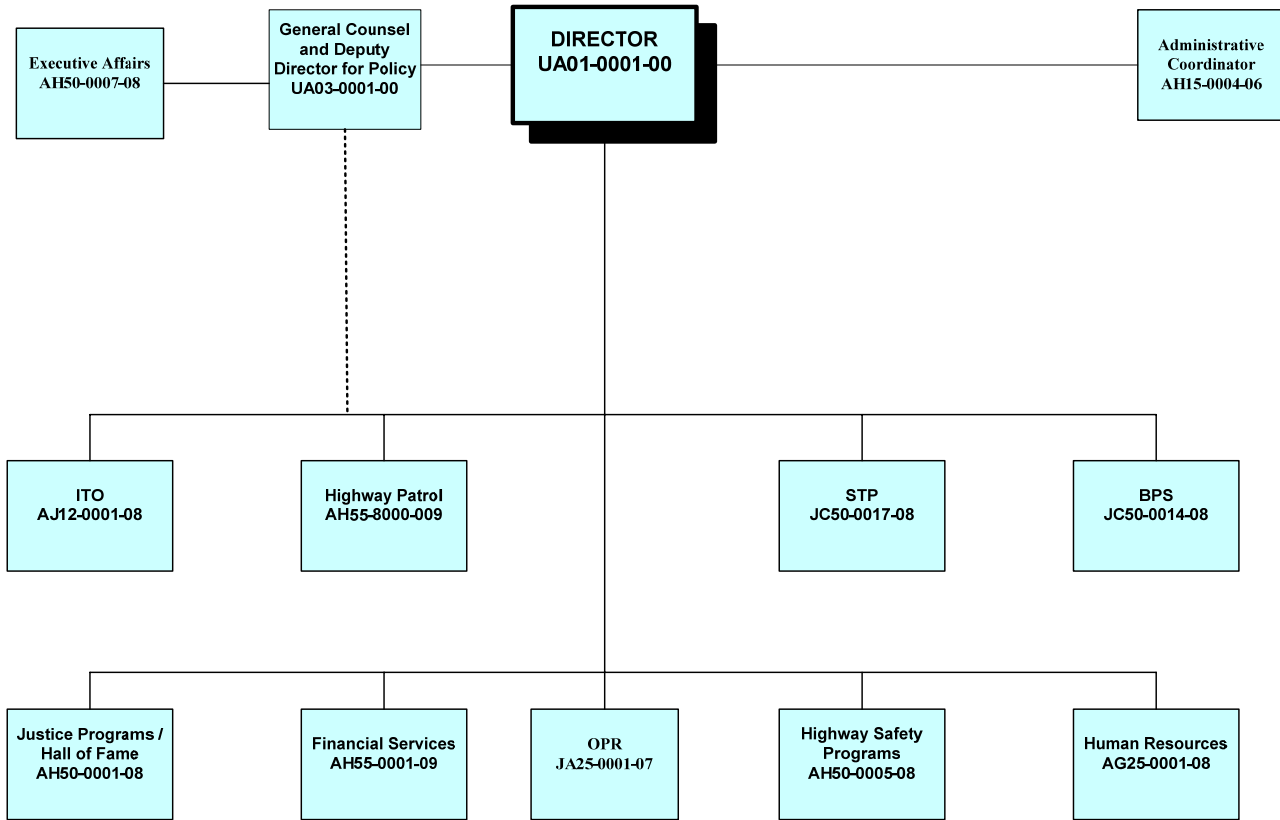 Executive Affairs
AH50-0007-08
General Counsel
and Deputy
Director for Policy
UA03-0001-00
DIRECTOR
UA01-0001-00
Administrative
Coordinator
AH15-0004-06
ITO
AJ12-0001-08
Highway Patrol
AH55-8000-009
STP
JC50-0017-08
BPS
JC50-0014-08
Justice Programs /
Hall of Fame
AH50-0001-08
Financial Services
AH55-0001-09
OPR
JA25-0001-07
Highway Safety
Programs
AH50-0005-08
Human Resources
AG25-0001-08